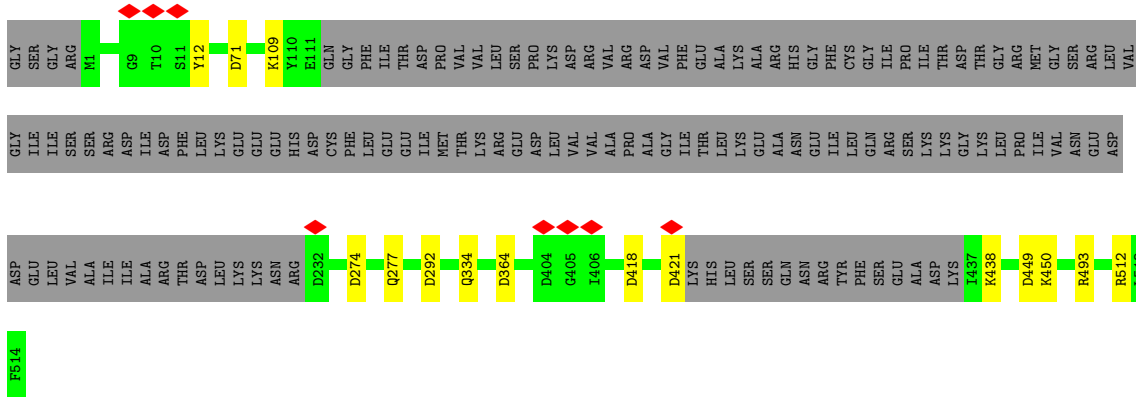 GLY SER GLY ARG M1 G9 T10 S11 Y12 D71 K109 Y110 E111 GLN GLY PHE ILE THR ASP PRO VAL VAL LEU SER PRO LYS ASP ARG VAL ARG ASP VAL PHE GLU ALA LYS ALA ARG HIS GLY PHE CYS GLY ILE PRO ILE THR ASP THR GLY ARG MET GLY SER ARG LEU VAL
GLY ILE ILE SER SER ARG ASP ILE ASP PHE LEU LYS GLU GLU GLU HIS ASP CYS PHE LEU GLU GLU ILE MET THR LYS ARG GLU ASP LEU VAL VAL ALA PRO ALA GLY ILE THR LEU LYS GLU ALA ASN GLU ILE LEU GLN ARG SER LYS LYS GLY LYS LEU PRO ILE VAL ASN GLU ASP
ASP GLU LEU VAL ALA ILE ILE ALA ARG THR ASP LEU LYS LYS ASN ARG D232 D274 Q277 D292 Q334 D364 D404 G405 I406 D418 D421 LYS HIS LEU SER SER GLN ASN ARG TYR PHE SER GLU ALA ASP LYS I437 K438 D449 K450 R493 R512
F514